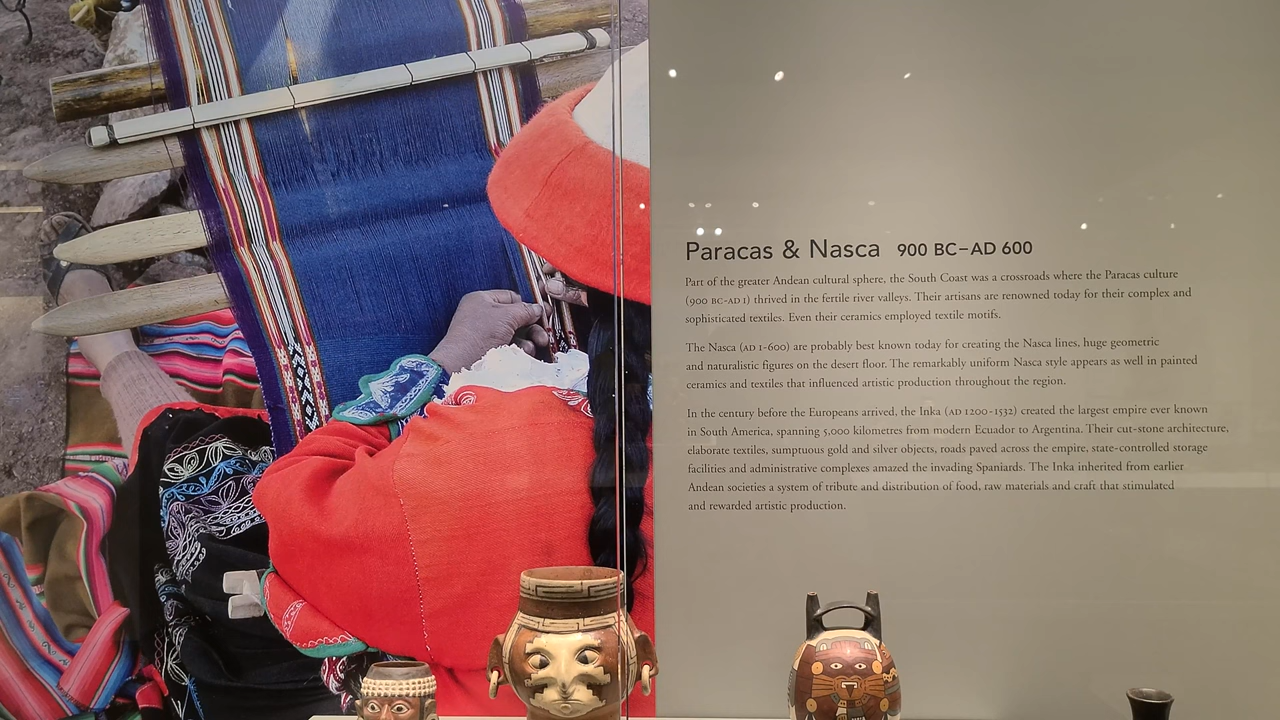 Paracas & Nasca 900 BC–AD 600
Part of the greater Andean cultural sphere, the South Coast was a crossroads where the Paracas culture
(900 BC-AD 1) thrived in the fertile river valleys. Their artisans are renowned today for their complex and
sophisticated textiles. Even their ceramics employed textile motifs.
The Nasca (AD 1-600) are probably best known today for creating the Nasca lines, huge geometric
and naturalistic figures on the desert floor. The remarkably uniform Nasca style appears as well in painted
ceramics and textiles that influenced artistic production throughout the region.
In the century before the Europeans arrived, the Inka (AD 1200-1532) created the largest empire ever known
in South America, spanning 5,000 kilometres from modern Ecuador to Argentina. Their cut-stone architecture,
elaborate textiles, sumptuous gold and silver objects, roads paved across the empire, state-controlled storage
facilities and administrative complexes amazed the invading Spaniards. The Inka inherited from earlier
Andean societies a system of tribute and distribution of food, raw materials and craft that stimulated
and rewarded artistic production.